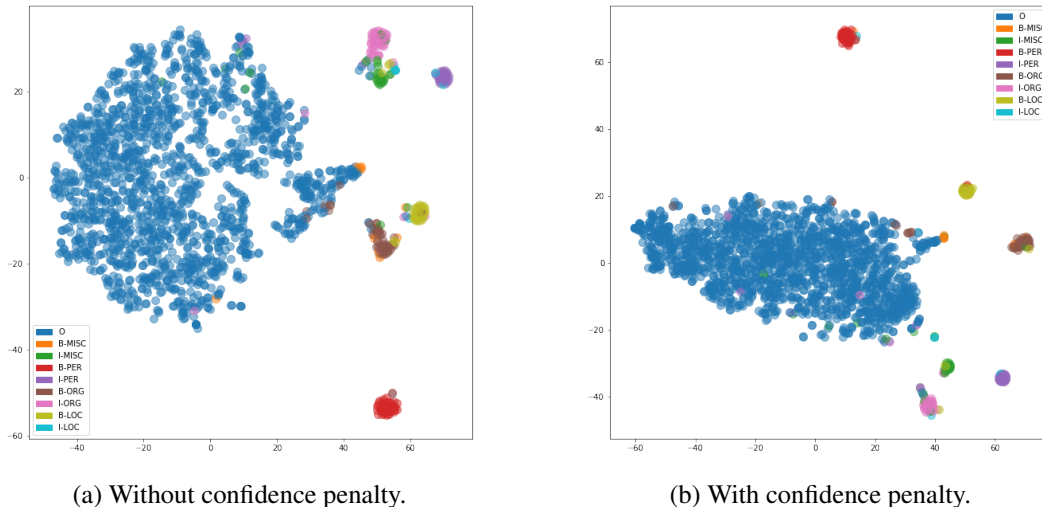 20
0
−20
−40
−60
−40
−20
0
20
40
60
O
B-MISC
I-MISC
B-PER
I-PER
B-ORG
I-ORG
B-LOC
I-LOC
(a) Without confidence penalty.
60
40
20
0
−20
−40
−60
−40
−20
0
20
40
60
O
B-MISC
I-MISC
B-PER
I-PER
B-ORG
I-ORG
B-LOC
I-LOC
(b) With confidence penalty.